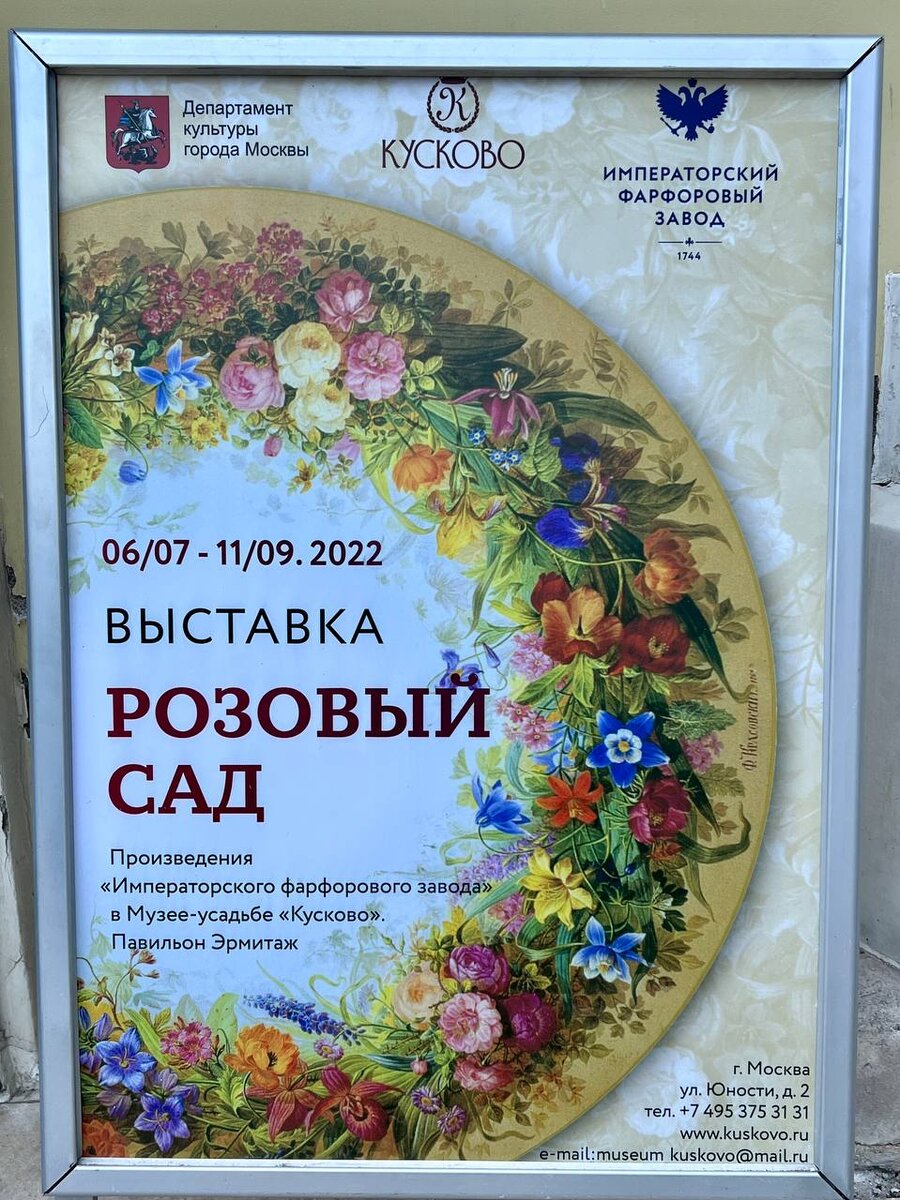 Департамент
культуры
города Москвы
К
КУСКОВО
ИМПЕРАТОРСКИЙ
ФАРФОРОВЫЙ
ЗАВОД
1744
06/07 - 11/09. 2022
ВЫСТАВКА
РОЗОВЫЙ
САД
Произведения
«Императорского фарфорового завода»
в Музее-усадьбе «Кусково».
Павильон Эрмитаж
г. Москва
ул. Юности, д. 2
тел. +7 495 375 31 31
www.kuskovo.ru
e-mail:museum kuskovo@mail.ru